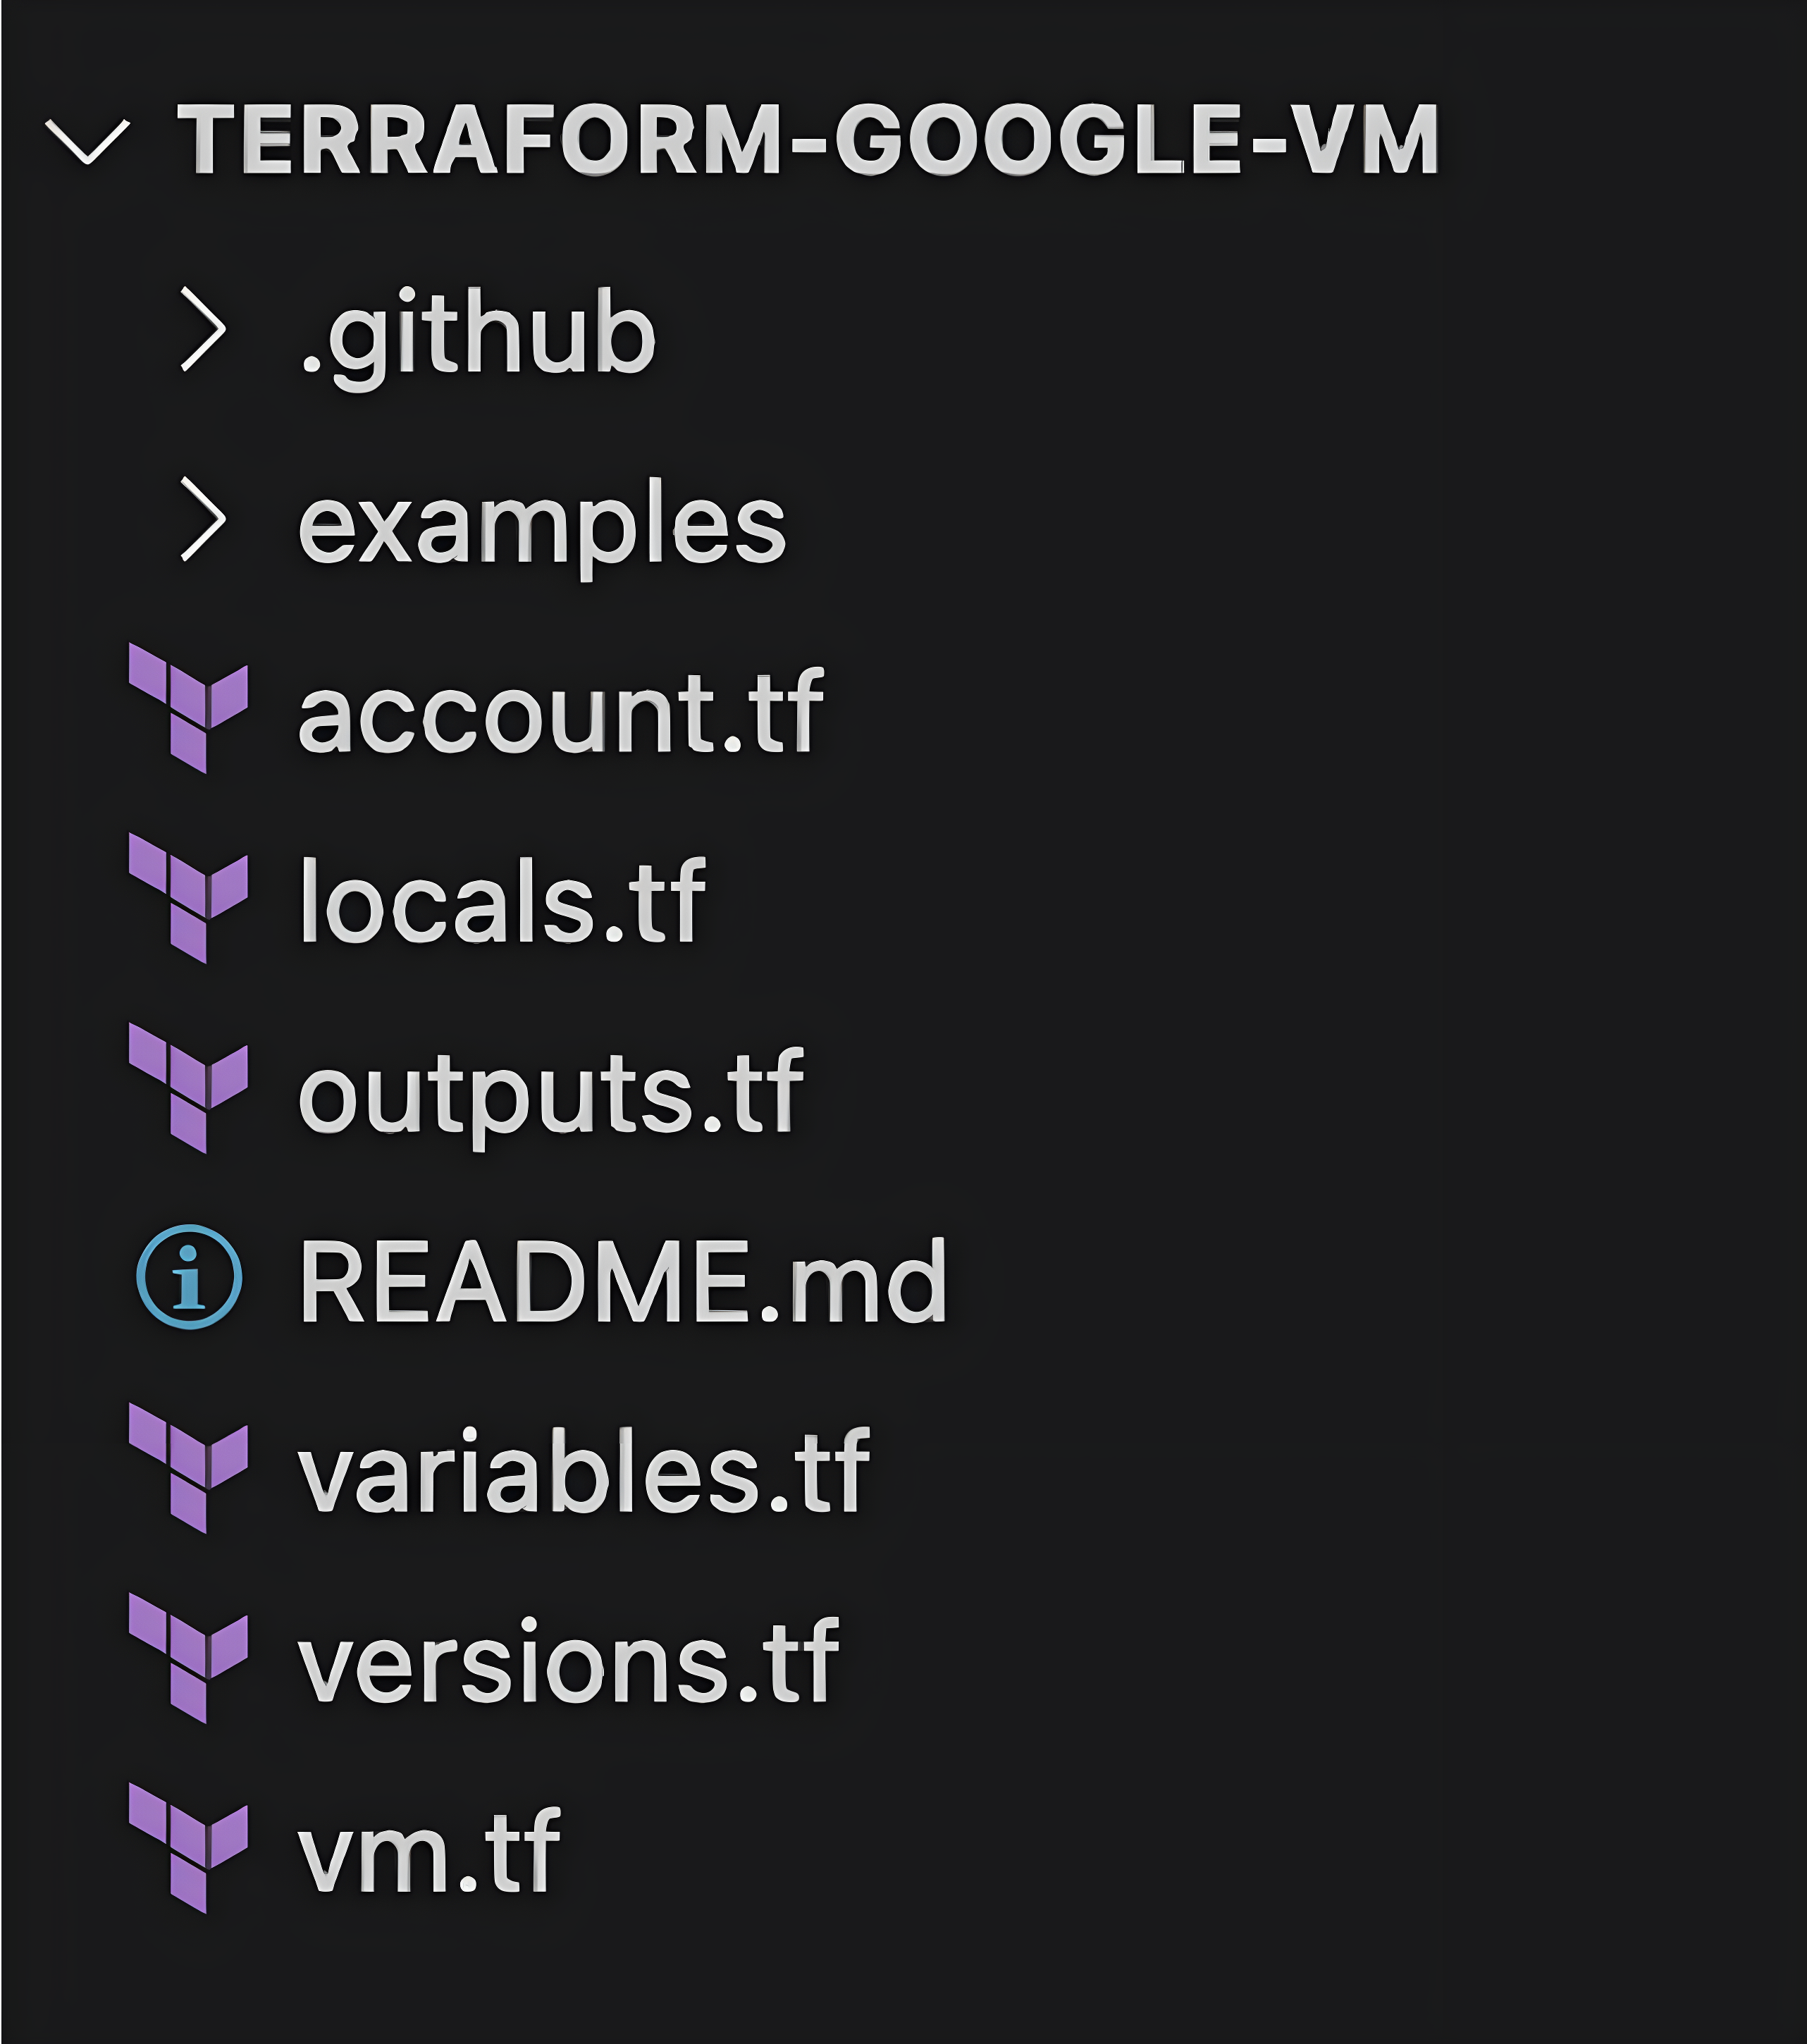 TERRAFORM-GOOGLE-VM
.github
examples
account.tf
locals.tf
outputs.tf
README.md
variables.tf
versions.tf
vm.tf